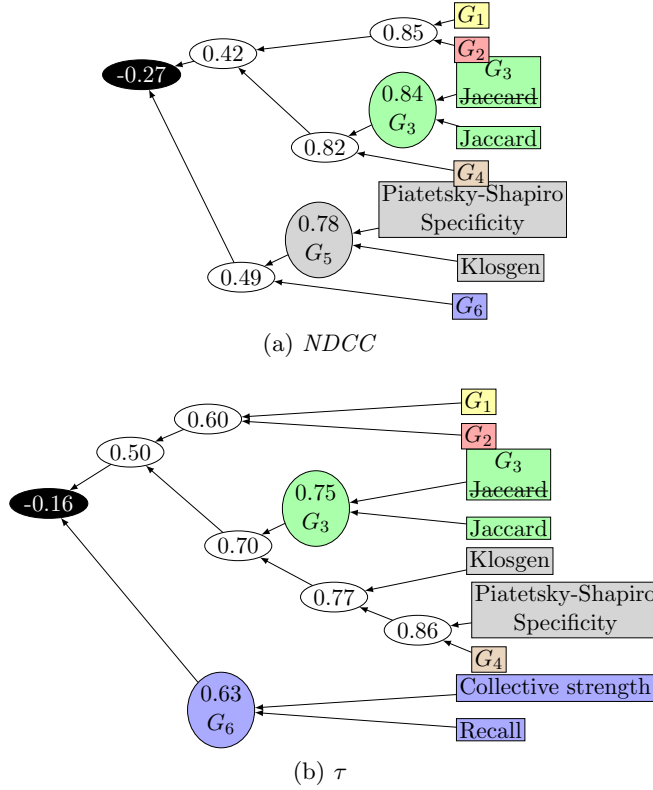 G1
0.85
0.42
G2
-0.27
G3
Jaccard
0.84
G3
Jaccard
0.82
G4
Piatetsky-Shapiro
Specificity
0.78
G5
Klosgen
0.49
G6
(a) NDCC
G1
0.60
G2
0.50
G3
Jaccard
0.75
G3
-0.16
Jaccard
0.70
Klosgen
0.77
Piatetsky-Shapiro
Specificity
0.86
G4
Collective strength
0.63
G6
Recall
(b) τ